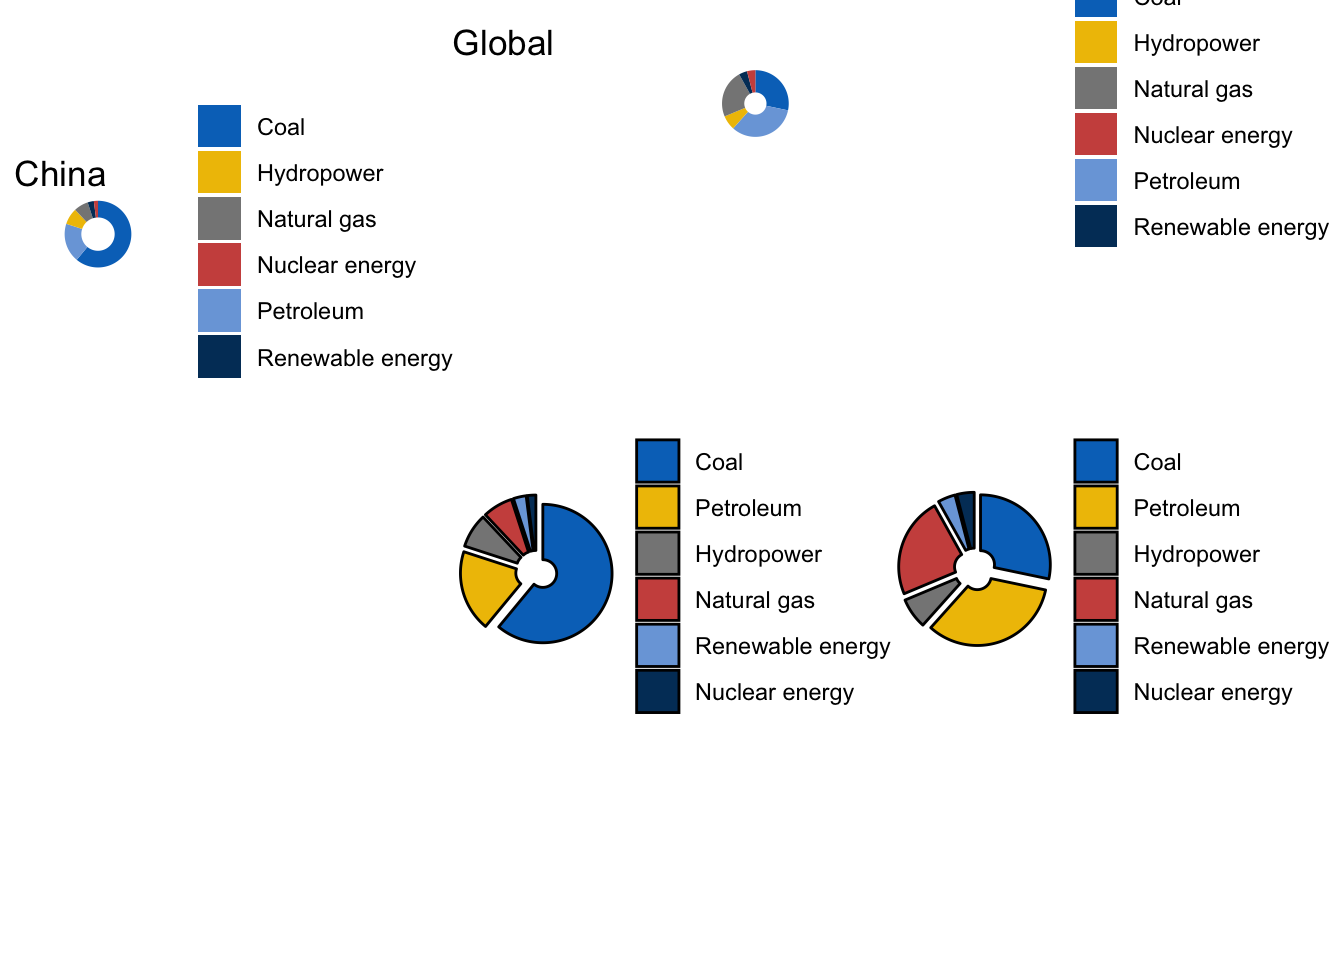 China
Coal
Hydropower
Natural gas
Nuclear energy
Petroleum
Renewable energy
Global
Coal
Hydropower
Natural gas
Nuclear energy
Petroleum
Renewable energy
Coal
Petroleum
Hydropower
Natural gas
Renewable energy
Nuclear energy
Coal
Petroleum
Hydropower
Natural gas
Renewable energy
Nuclear energy